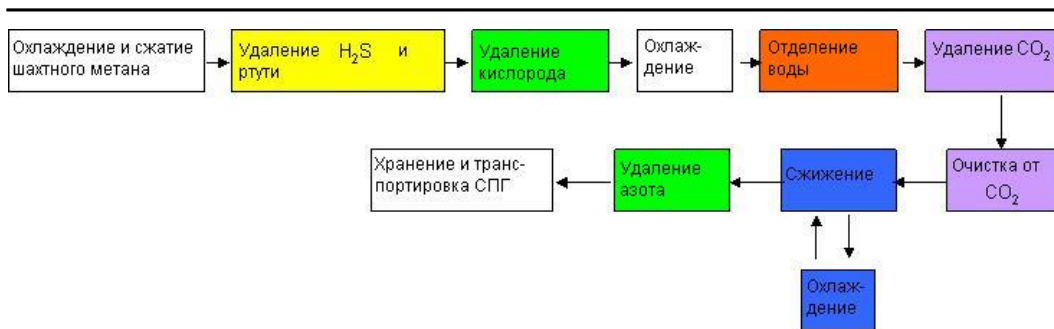 Охлаждение и сжатие
шахтного метана
Удаление H₂S и
ртути
Удаление
кислорода
Охлаж-
дение
Отделение
воды
Удаление CO₂
Хранение и транс-
портировка СПГ
Удаление
азота
Сжижение
Очистка от
CO₂
Охлаж-
дение